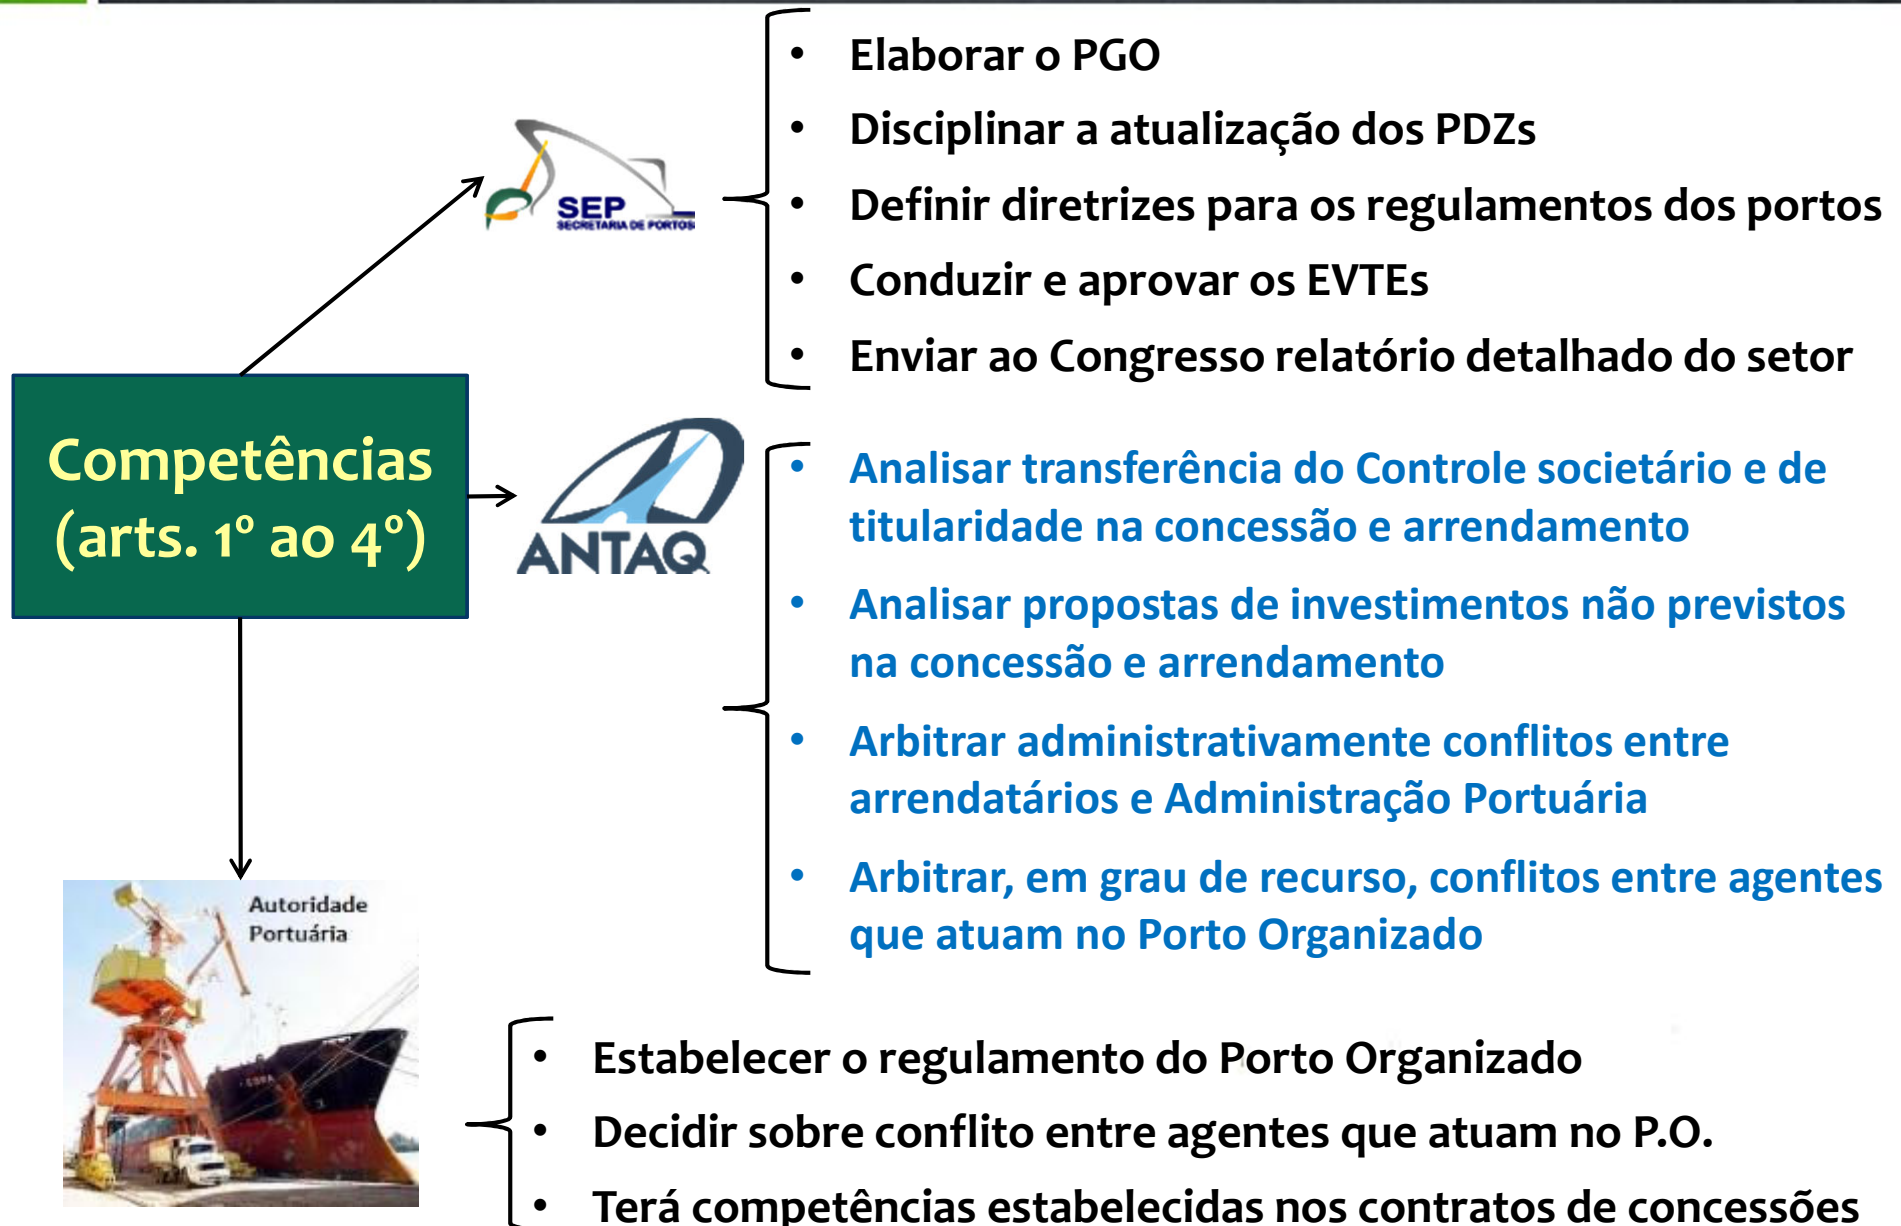 • Elaborar o PGO
• Disciplinar a atualização dos PDZs
• Definir diretrizes para os regulamentos dos portos
• Conduzir e aprovar os EVTEs
• Enviar ao Congresso relatório detalhado do setor
SEP
SECRETARIA DE PORTOS
Competências
(arts. 1º ao 4º)
ANTAQ
• Analisar transferência do Controle societário e de
titularidade na concessão e arrendamento
• Analisar propostas de investimentos não previstos
na concessão e arrendamento
• Arbitrar administrativamente conflitos entre
arrendatários e Administração Portuária
• Arbitrar, em grau de recurso, conflitos entre agentes
que atuam no Porto Organizado
Autoridade
Portuária
• Estabelecer o regulamento do Porto Organizado
• Decidir sobre conflito entre agentes que atuam no P.O.
• Terá competências estabelecidas nos contratos de concessões